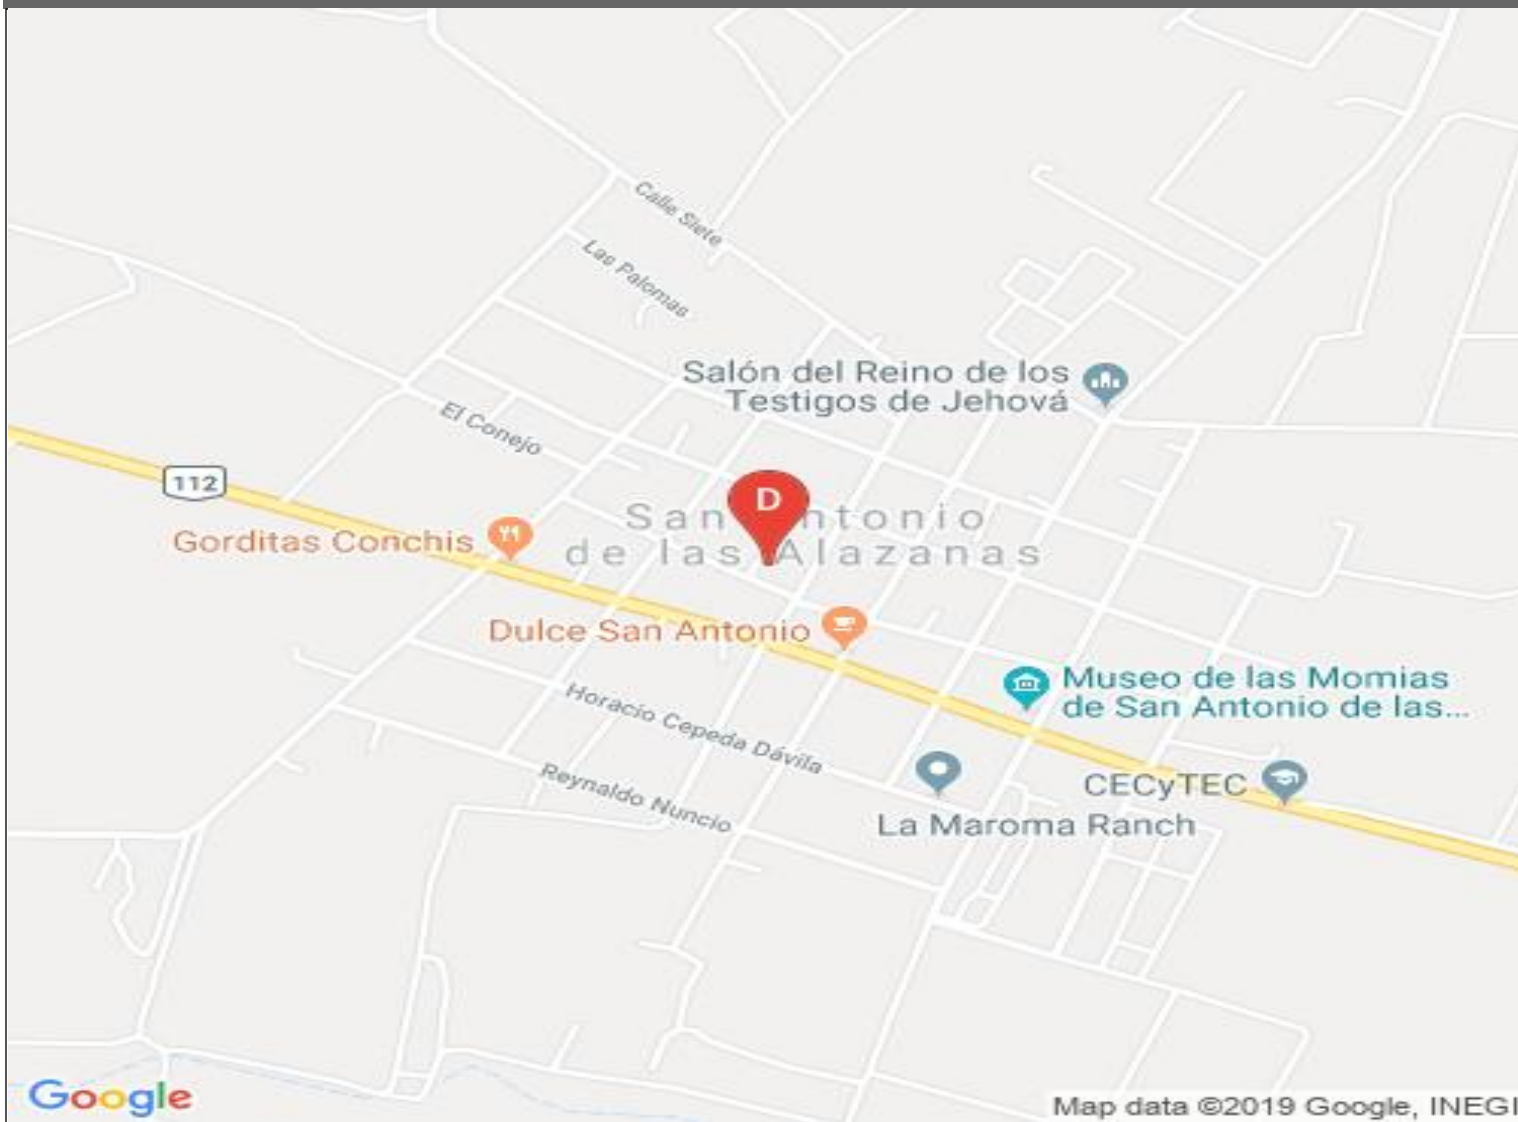 Calle Siete
Las Palomas
Salón del Reino de los
Testigos de Jehová
El Conejo
112
D
San Antonio
de las Alazanas
Gorditas Conchis
Dulce San Antonio
Museo de las Momias
de San Antonio de las...
Horacio Cepeda Dávila
Reynaldo Nuncio
CECyTEC
La Maroma Ranch
Google
Map data ©2019 Google, INEGI